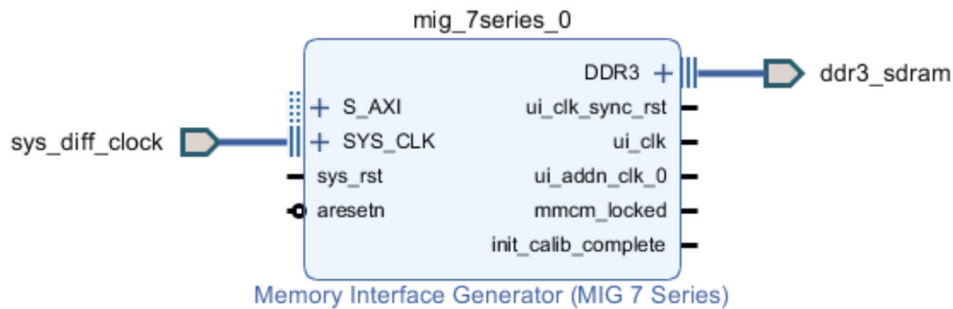 mig_7series_0
DDR3
ddr3_sdram
S_AXI
ui_clk_sync_rst
sys_diff_clock
SYS_CLK
ui_clk
sys_rst
ui_addn_clk_0
aresetn
mmcm_locked
init_calib_complete
Memory Interface Generator (MIG 7 Series)